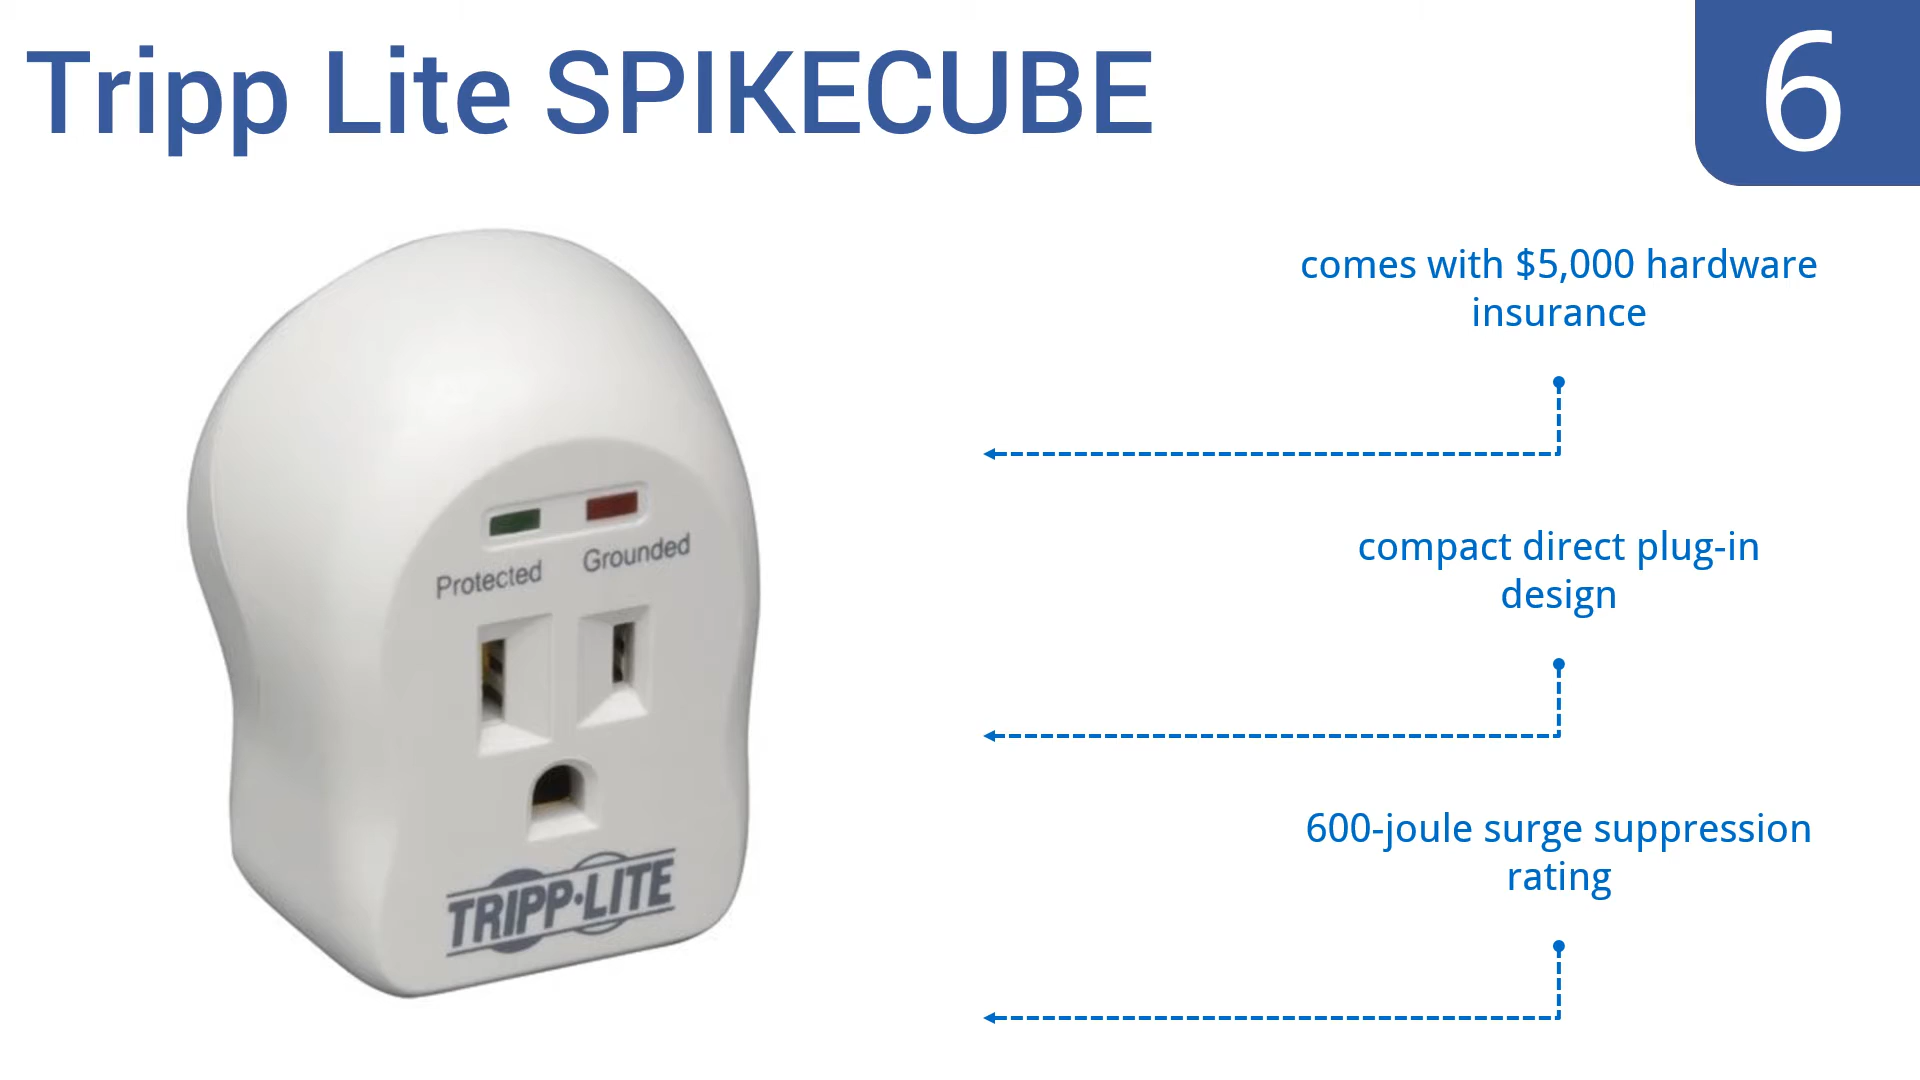 Tripp Lite SPIKECUBE
6
comes with $5,000 hardware
insurance
compact direct plug-in
design
600-joule surge suppression
rating
Protected
Grounded
TRIPP·LITE